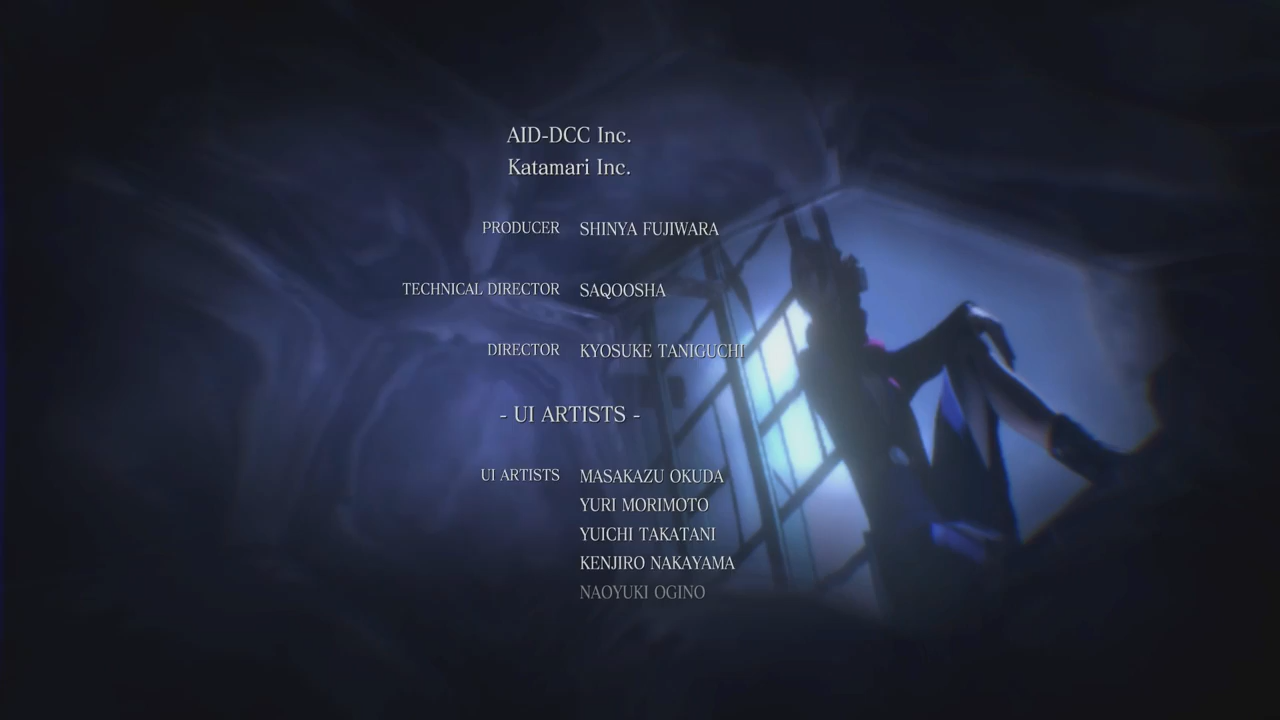 AID-DCC Inc.
Katamari Inc.
PRODUCER SHINYA FUJIWARA
TECHNICAL DIRECTOR SAQOOSHA
DIRECTOR KYOSUKE TANIGUCHI
- UI ARTISTS -
UI ARTISTS MASAKAZU OKUDA
YURI MORIMOTO
YUICHI TAKATANI
KENJIRO NAKAYAMA
NAOYUKI OGINO